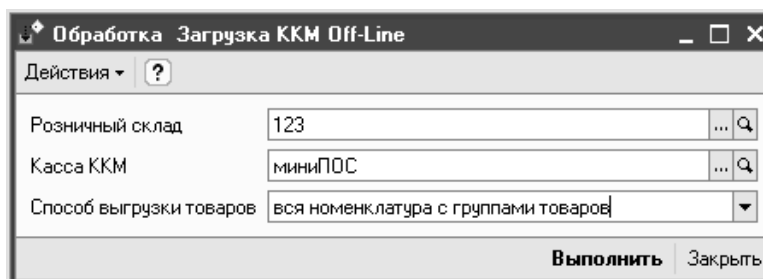 Обработка Загрузка ККМ Off-Line
Действия ?
Розничный склад 123 ...
Касса ККМ миниПОС ...
Способ выгрузки товаров вся номенклатура с группами товаров
Выполнить Закрыть